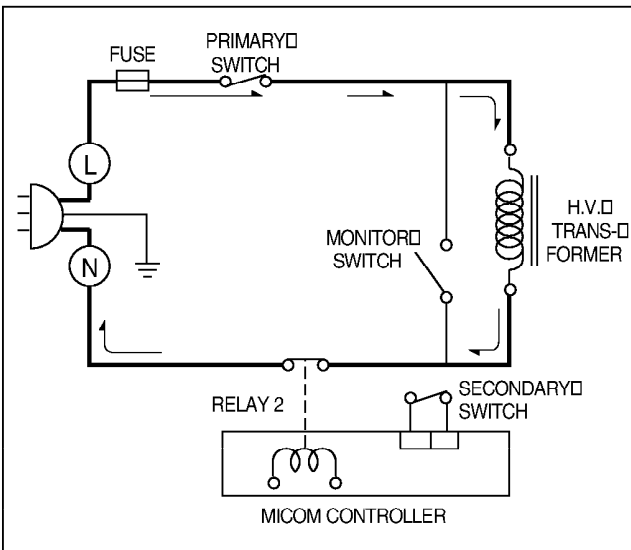 FUSE
PRIMARY□
SWITCH
L
N
MONITOR□
SWITCH
H.V.□
TRANS-□
FORMER
RELAY 2
SECONDARY□
SWITCH
MICOM CONTROLLER